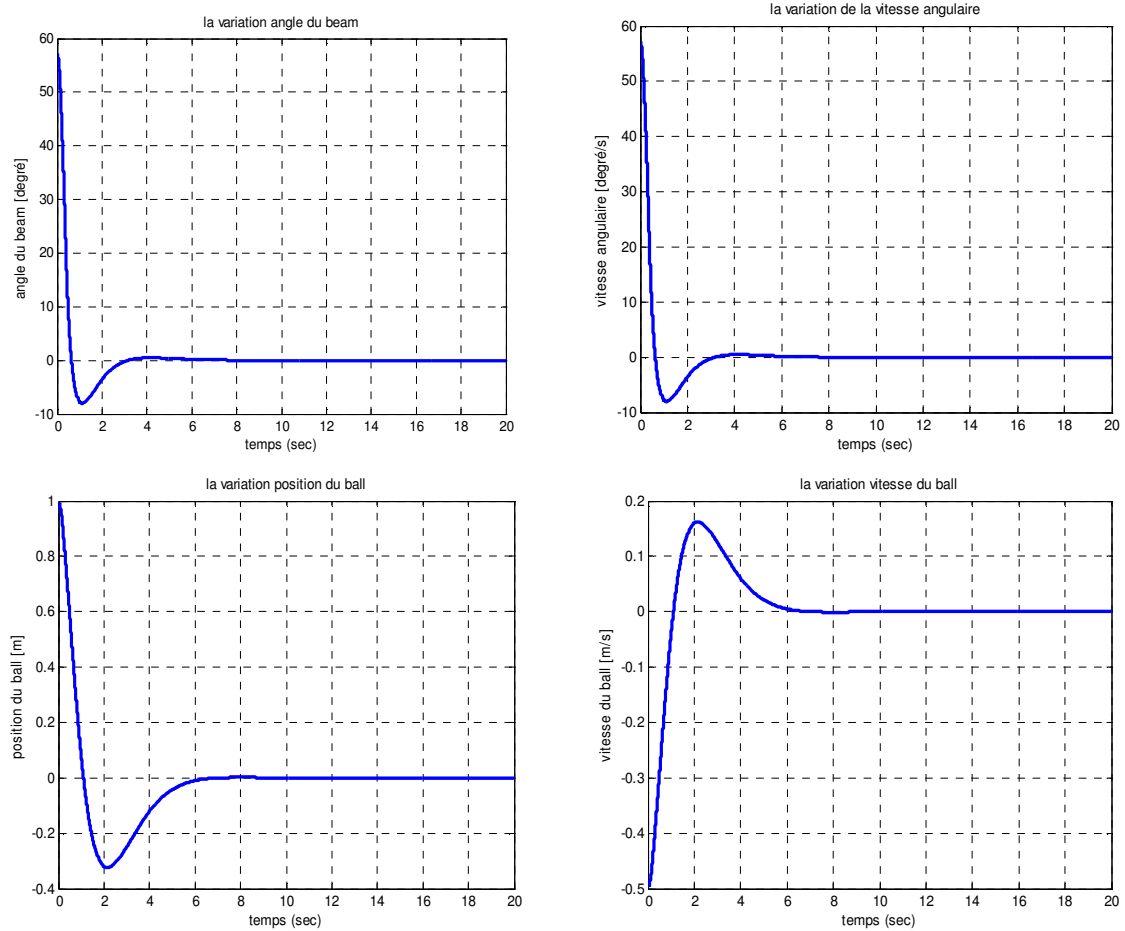 la variation angle du beam
60
50
40
30
20
10
0
-10
angle du beam [degré]
0 2 4 6 8 10 12 14 16 18 20
temps (sec)
la variation de la vitesse angulaire
60
50
40
30
20
10
0
-10
vitesse angulaire [degré/s]
0 2 4 6 8 10 12 14 16 18 20
temps (sec)
la variation position du ball
1
0.8
0.6
0.4
0.2
0
-0.2
-0.4
position du ball [m]
0 2 4 6 8 10 12 14 16 18 20
temps (sec)
la variation vitesse du ball
0.2
0.1
0
-0.1
-0.2
-0.3
-0.4
-0.5
vitesse du ball [m/s]
0 2 4 6 8 10 12 14 16 18 20
temps (sec)